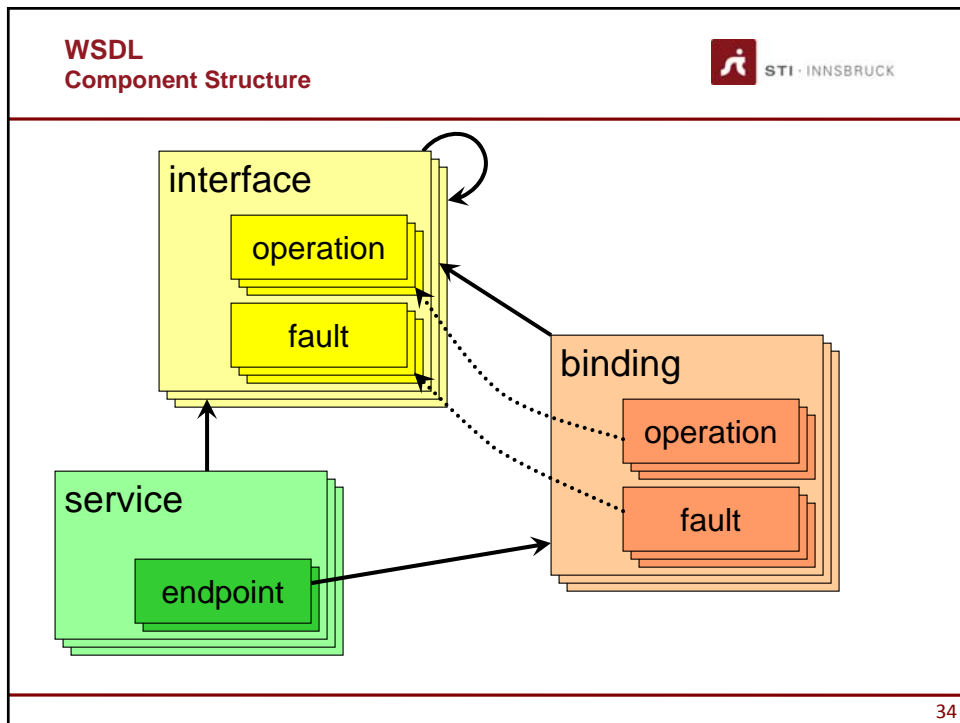 WSDL
Component Structure
STI · INNSBRUCK
interface
operation
fault
binding
operation
fault
service
endpoint
34